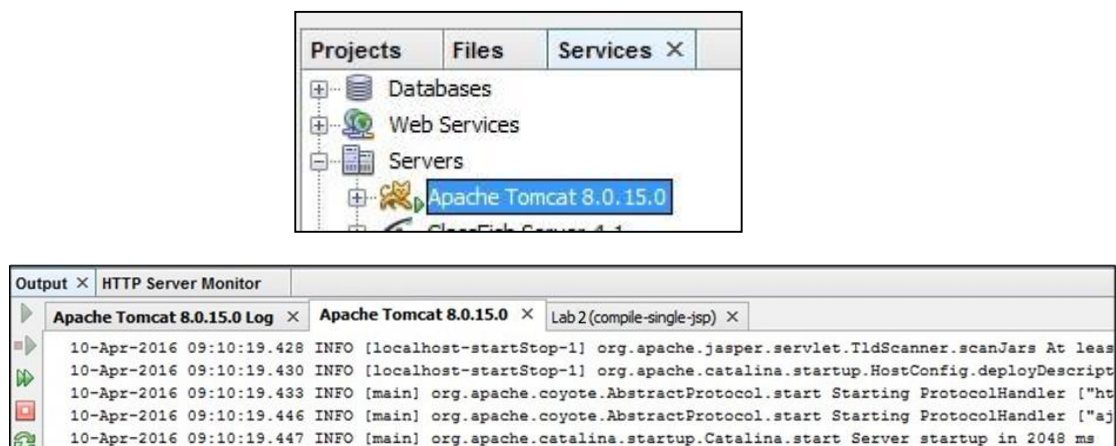 Projects Files Services ×
Databases
Web Services
Servers
Apache Tomcat 8.0.15.0
GlassFish Server 4.1
Output × HTTP Server Monitor
Apache Tomcat 8.0.15.0 Log × Apache Tomcat 8.0.15.0 × Lab 2 (compile-single-jsp) ×
10-Apr-2016 09:10:19.428 INFO [localhost-startStop-1] org.apache.jasper.servlet.TldScanner.scanJars At leas
10-Apr-2016 09:10:19.430 INFO [localhost-startStop-1] org.apache.catalina.startup.HostConfig.deployDescript
10-Apr-2016 09:10:19.433 INFO [main] org.apache.coyote.AbstractProtocol.start Starting ProtocolHandler ["ht
10-Apr-2016 09:10:19.446 INFO [main] org.apache.coyote.AbstractProtocol.start Starting ProtocolHandler ["aj
10-Apr-2016 09:10:19.447 INFO [main] org.apache.catalina.startup.Catalina.start Server startup in 2048 ms